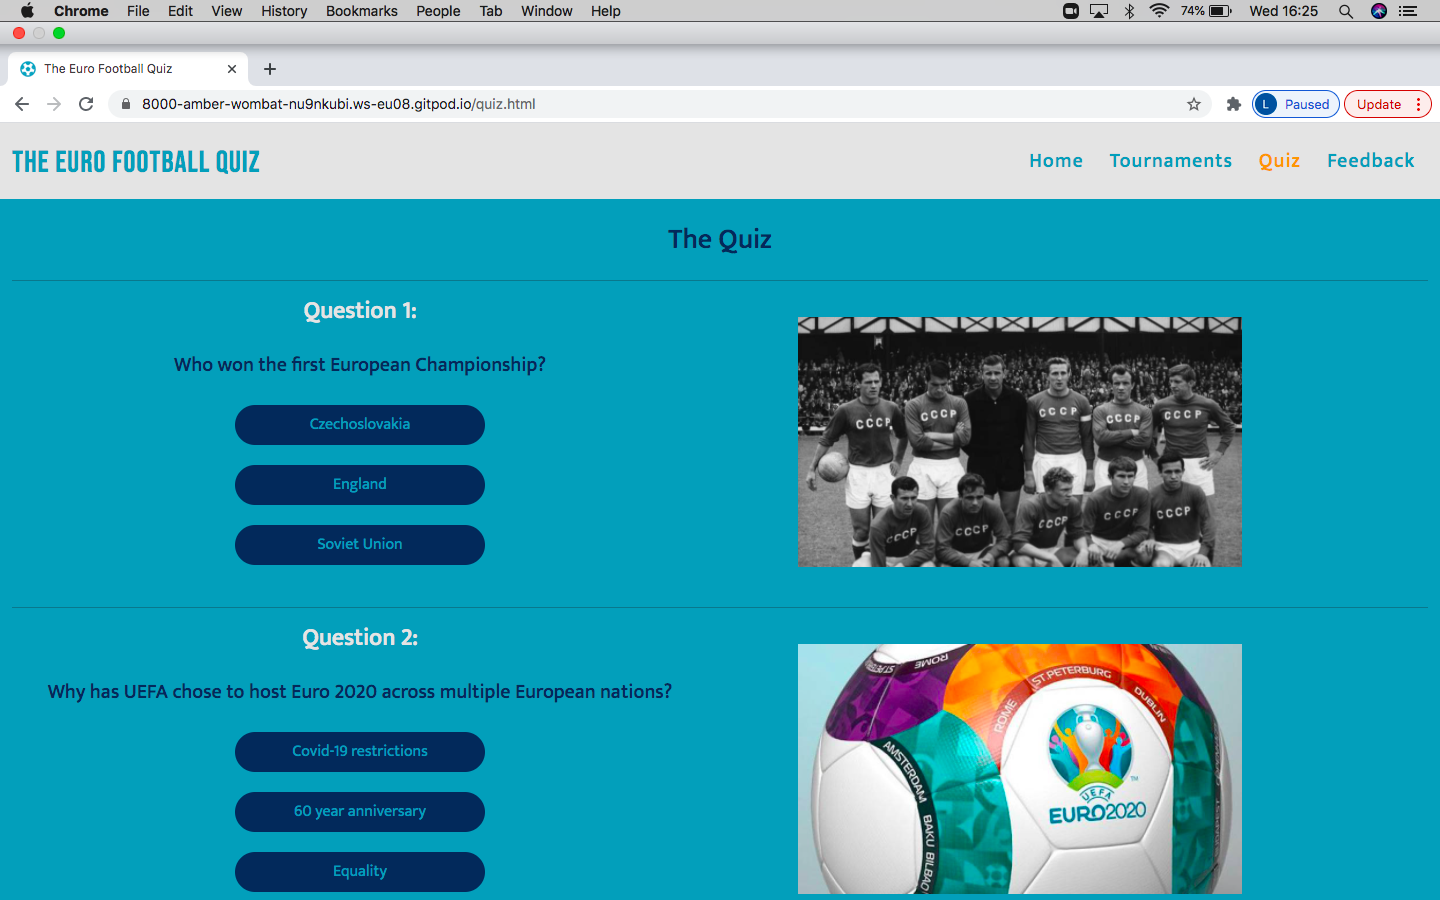 Chrome File Edit View History Bookmarks People Tab Window Help 74% Wed 16:25
The Euro Football Quiz
8000-amber-wombat-nu9nkubi.ws-eu08.gitpod.io/quiz.html L Paused Update
THE EURO FOOTBALL QUIZ Home Tournaments Quiz Feedback
The Quiz
Question 1:
Who won the first European Championship?
Czechoslovakia
England
Soviet Union
CCCP CCCP CCCP CCCP CCCP
CCCP CCCP CCCP CCCP CCCP
Question 2:
Why has UEFA chose to host Euro 2020 across multiple European nations?
Covid-19 restrictions
60 year anniversary
Equality
ROME
ROME ST PETERBURG DUBLIN
AMSTERDAM BAKU BILBAO
TM
UEFA
EURO2020